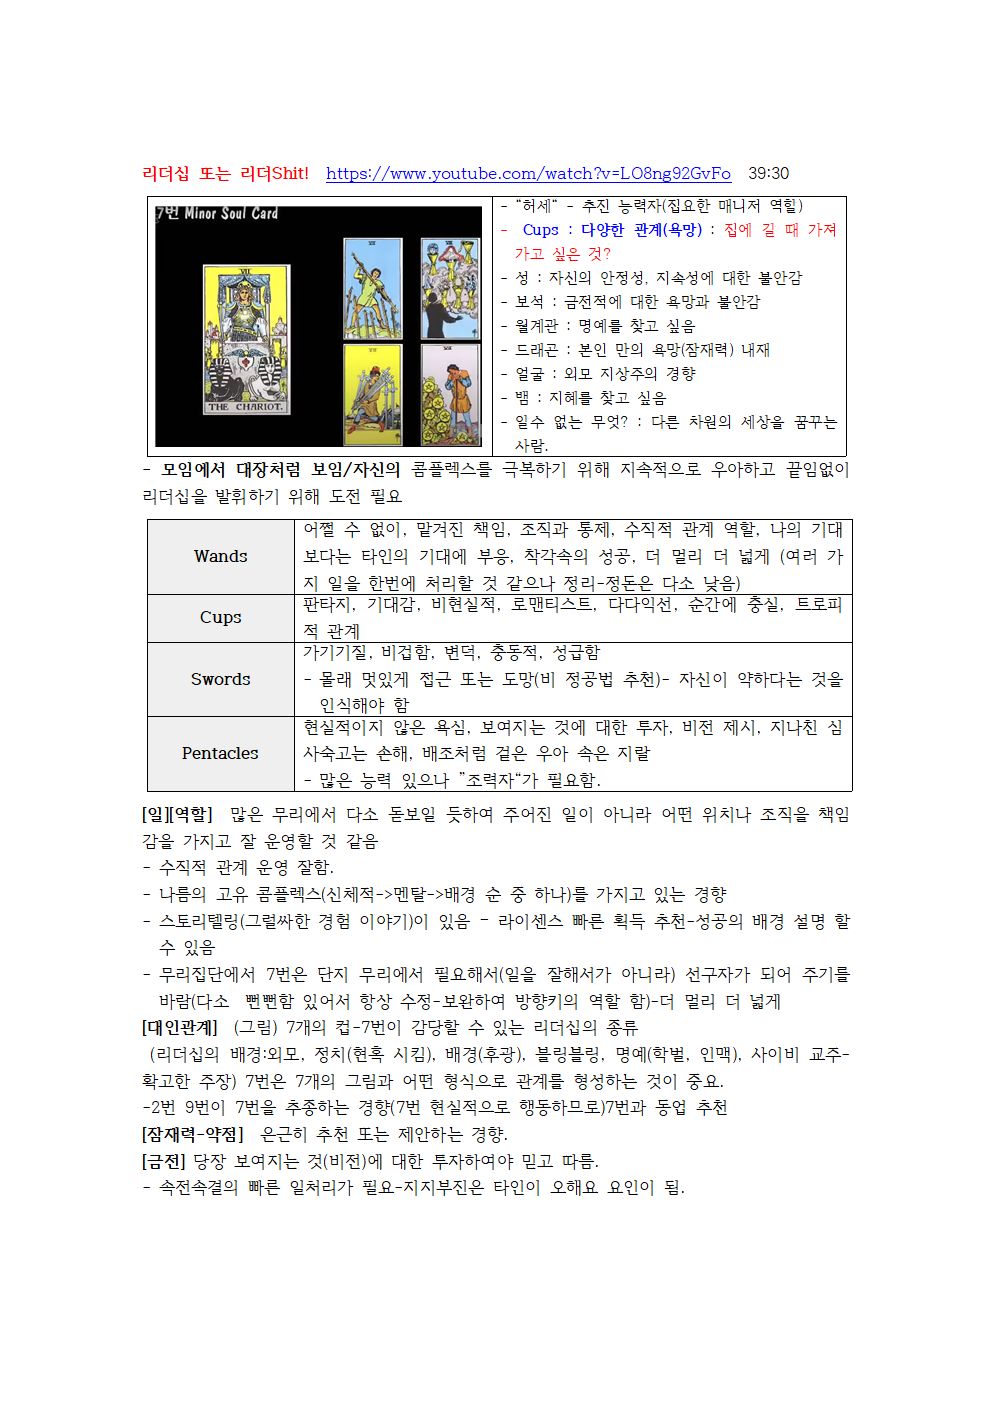 리더십 또는 리더Shit! https://www.youtube.com/watch?v=LO8ng92GvFo 39:30
7번 Minor Soul Card
VII
THE CHARIOT.
VII
VII
VII
VII
- “허세“ - 추진 능력자(집요한 매니저 역힐)
- Cups : 다양한 관계(욕망) : 집에 길 때 가져
가고 싶은 것?
- 성 : 자신의 안정성, 지속성에 대한 불안감
- 보석 : 금전적에 대한 욕망과 불안감
- 월계관 : 명예를 찾고 싶음
- 드래곤 : 본인 만의 욕망(잠재력) 내재
- 얼굴 : 외모 지상주의 경향
- 뱀 : 지혜를 찾고 싶음
- 일수 없는 무엇? : 다른 차원의 세상을 꿈꾸는
사람.
- 모임에서 대장처럼 보임/자신의 콤플렉스를 극복하기 위해 지속적으로 우아하고 끝임없이
리더십을 발휘하기 위해 도전 필요
Wands
어쩔 수 없이, 맡겨진 책임, 조직과 통제, 수직적 관계 역할, 나의 기대
보다는 타인의 기대에 부응, 착각속의 성공, 더 멀리 더 넓게 (여러 가
지 일을 한번에 처리할 것 같으나 정리-정돈은 다소 낮음)
Cups
판타지, 기대감, 비현실적, 로맨티스트, 다다익선, 순간에 충실, 트로피
적 관계
Swords
가기기질, 비겁함, 변덕, 충동적, 성급함
- 몰래 멋있게 접근 또는 도망(비 정공법 추천)- 자신이 약하다는 것을
인식해야 함
Pentacles
현실적이지 않은 욕심, 보여지는 것에 대한 투자, 비전 제시, 지나친 심
사숙고는 손해, 배조처럼 겉은 우아 속은 지랄
- 많은 능력 있으나 ”조력자“가 필요함.
[일][역할] 많은 무리에서 다소 돋보일 듯하여 주어진 일이 아니라 어떤 위치나 조직을 책임
감을 가지고 잘 운영할 것 같음
- 수직적 관계 운영 잘함.
- 나름의 고유 콤플렉스(신체적->멘탈->배경 순 중 하나)를 가지고 있는 경향
- 스토리텔링(그럴싸한 경험 이야기)이 있음 - 라이센스 빠른 획득 추천-성공의 배경 설명 할
수 있음
- 무리집단에서 7번은 단지 무리에서 필요해서(일을 잘해서가 아니라) 선구자가 되어 주기를
바람(다소 뻔뻔함 있어서 항상 수정-보완하여 방향키의 역할 함)-더 멀리 더 넓게
[대인관계] (그림) 7개의 컵-7번이 감당할 수 있는 리더십의 종류
(리더십의 배경:외모, 정치(현혹 시킴), 배경(후광), 블링블링, 명예(학벌, 인맥), 사이비 교주-
확고한 주장) 7번은 7개의 그림과 어떤 형식으로 관계를 형성하는 것이 중요.
-2번 9번이 7번을 추종하는 경향(7번 현실적으로 행동하므로)7번과 동업 추천
[잠재력-약점] 은근히 추천 또는 제안하는 경향.
[금전] 당장 보여지는 것(비전)에 대한 투자하여야 믿고 따름.
- 속전속결의 빠른 일처리가 필요-지지부진은 타인이 오해요 요인이 됨.